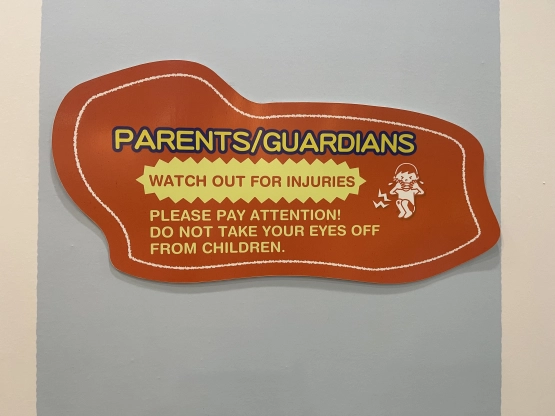 PARENTS/GUARDIANS
WATCH OUT FOR INJURIES
PLEASE PAY ATTENTION!
DO NOT TAKE YOUR EYES OFF
FROM CHILDREN.